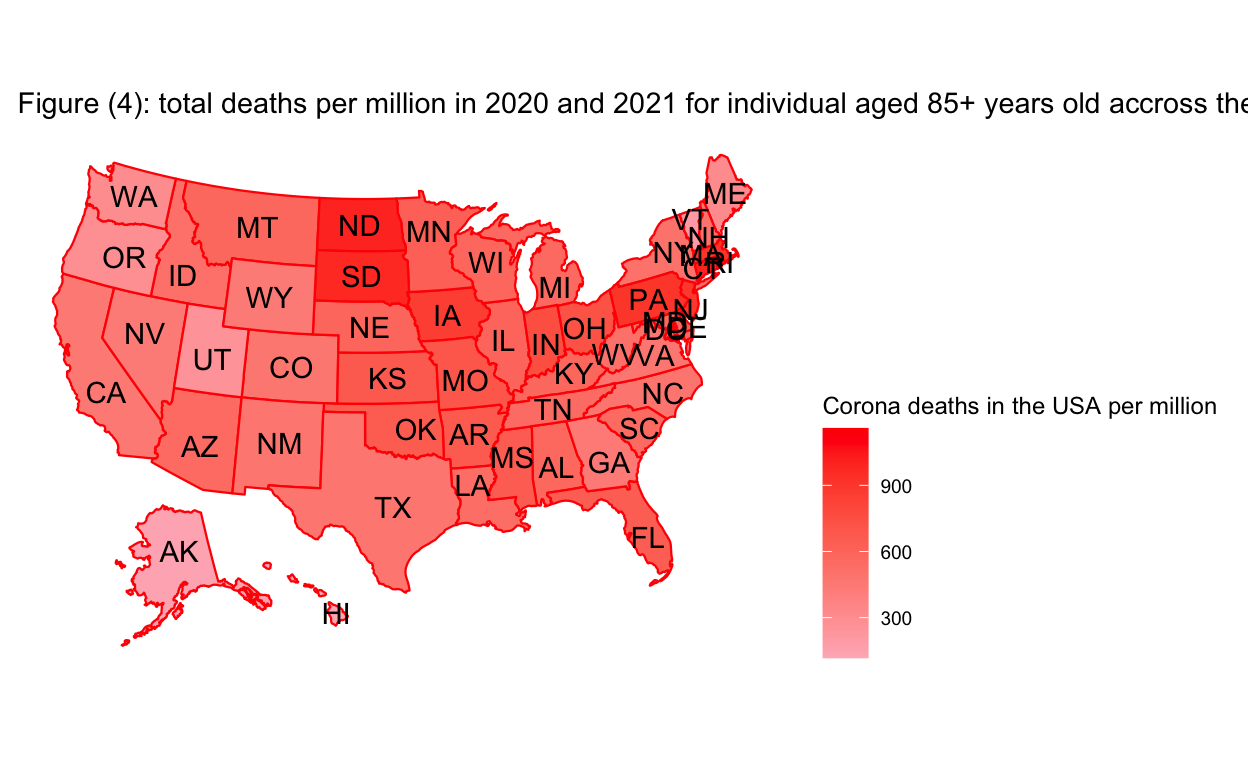 Figure (4): total deaths per million in 2020 and 2021 for individual aged 85+ years old accross the
WA
MT
ND
MN
ME
VT
NH
OR
ID
SD
WI
MI
NY
MA
CT
RI
WY
IA
PA
NJ
NV
NE
IL
IN
OH
MD
DC
DE
UT
CO
KS
MO
KY
WV
VA
CA
NC
TN
AZ
NM
OK
AR
SC
MS
AL
GA
LA
TX
FL
AK
HI
Corona deaths in the USA per million
900
600
300